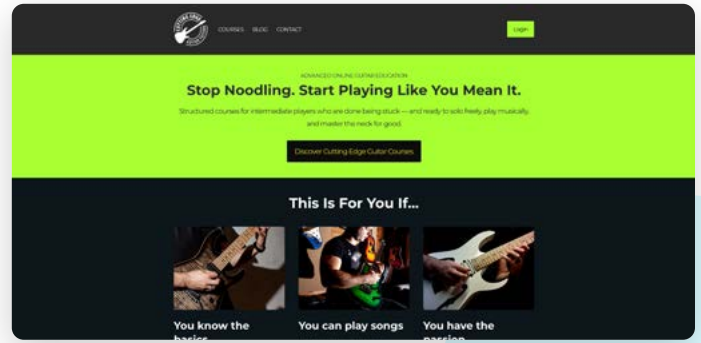 CUTTING EDGE
COURSES BLOG CONTACT
Login
ADVANCED ONLINE GUITAR EDUCATION
Stop Noodling. Start Playing Like You Mean It.
Structured courses for intermediate players who are done being stuck — and ready to solo freely, play musically,
and master the neck for good.
Discover Cutting Edge Guitar Courses
This Is For You If...
You know the
basics
You can play songs
You have the
passion